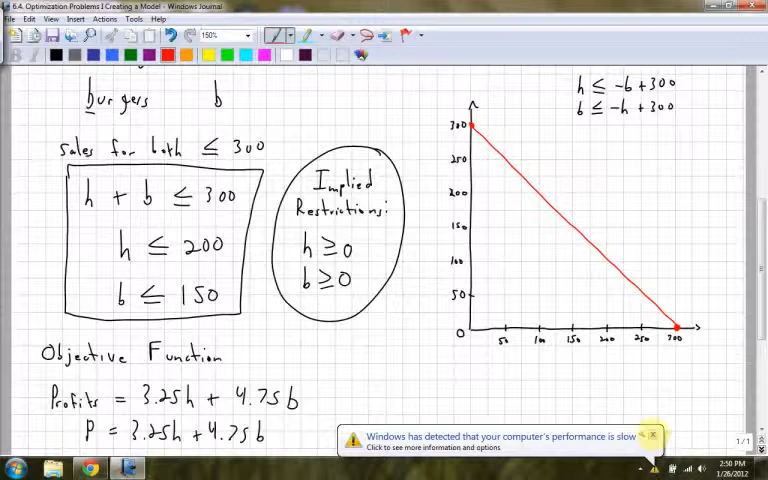 6.4. Optimization Problems I Creating a Model - Windows Journal
File Edit View Insert Actions Tools Help
150%
burgers b
sales for both ≤ 300
h + b ≤ 300
h ≤ 200
b ≤ 150
Implied
Restrictions:
h ≥ 0
b ≥ 0
Objective Function
Profits = 3.25h + 4.75b
P = 3.25h + 4.75b
h ≤ -b + 300
b ≤ -h + 300
300
250
200
150
100
50
0
50 100 150 200 250 300
Windows has detected that your computer's performance is slow
Click to see more information and options
1 / 1
2:50 PM
1/26/2012